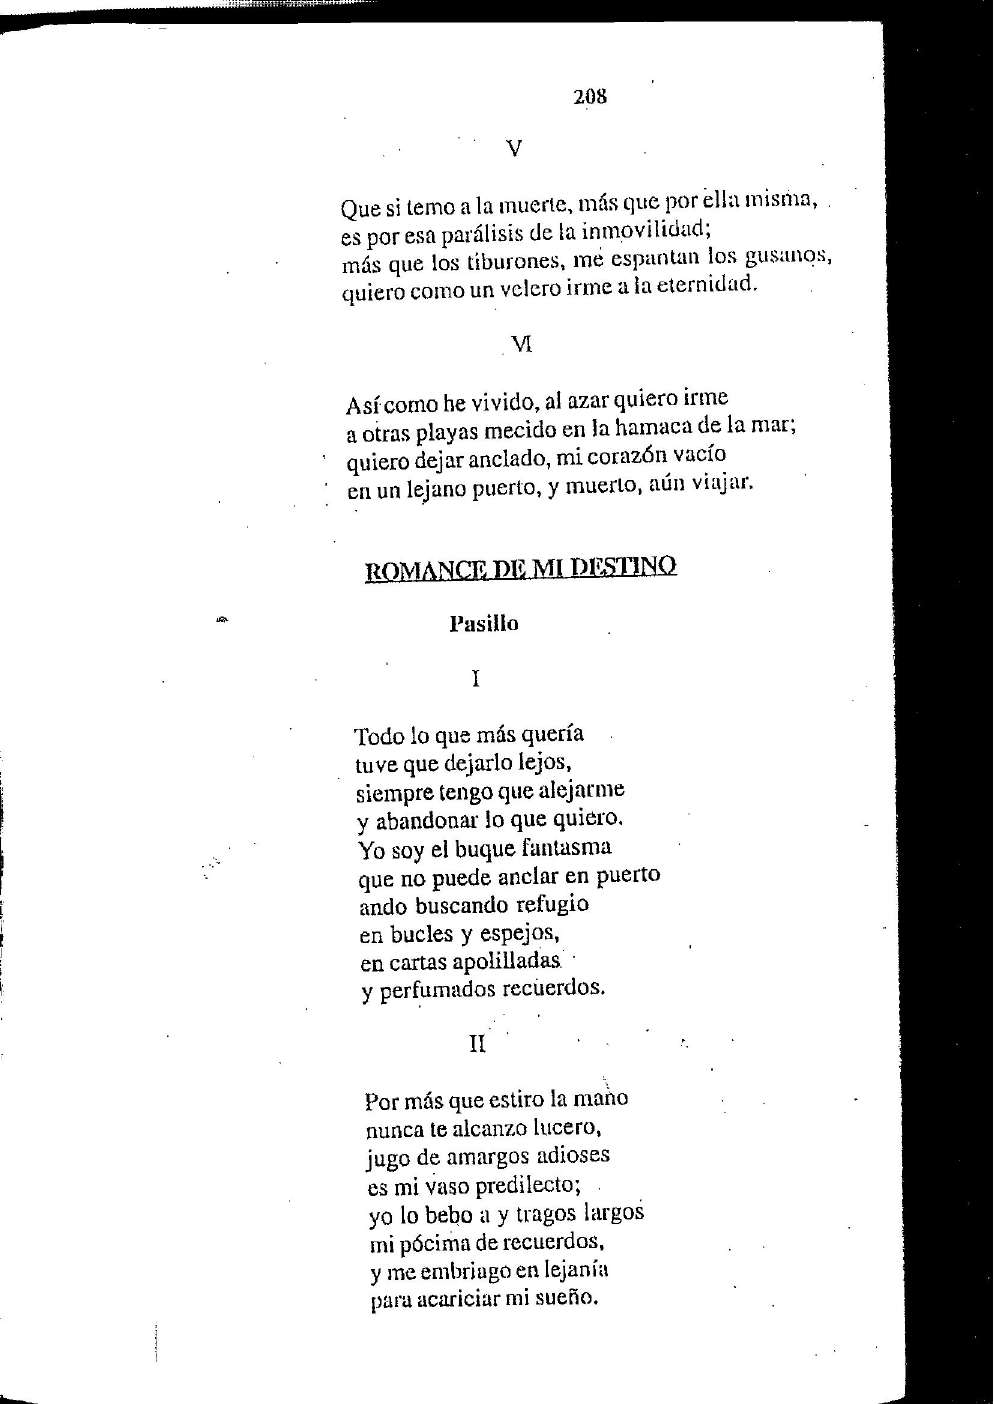 208
V
Que si temo a la muerte, más que por ella misma,
es por esa parálisis de la inmovilidad;
más que los tiburones, me espantan los gusanos,
quiero como un velero irme a la eternidad.
VI
Así como he vivido, al azar quiero irme
a otras playas mecido en la hamaca de la mar;
quiero dejar anclado, mi corazón vacío
en un lejano puerto, y muerto, aún viajar.
ROMANCE DE MI DESTINO
Pasillo
I
Todo lo que más quería
tuve que dejarlo lejos,
siempre tengo que alejarme
y abandonar lo que quiero.
Yo soy el buque fantasma
que no puede anclar en puerto
ando buscando refugio
en bucles y espejos,
en cartas apolilladas
y perfumados recuerdos.
II
Por más que estiro la mano
nunca te alcanzo lucero,
jugo de amargos adioses
es mi vaso predilecto;
yo lo bebo a y tragos largos
mi pócima de recuerdos,
y me embriago en lejanía
para acariciar mi sueño.